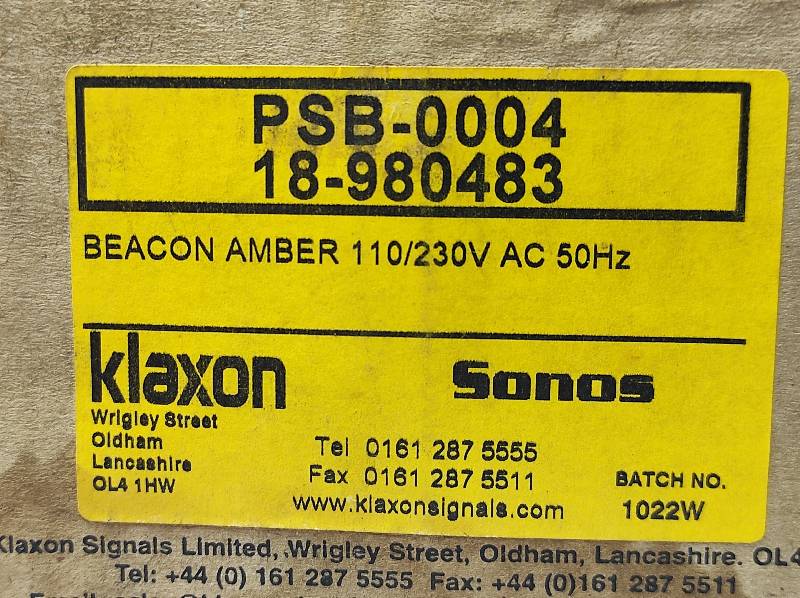 PSB-0004
18-980483
BEACON AMBER 110/230V AC 50Hz
klaxon
Sonos
Wrigley Street
Oldham
Lancashire
OL4 1HW
Tel 0161 287 5555
Fax 0161 287 5511
www.klaxonsignals.com
BATCH NO.
1022W
Klaxon Signals Limited, Wrigley Street, Oldham, Lancashire. OL4
Tel: +44 (0) 161 287 5555 Fax: +44 (0)161 287 5511